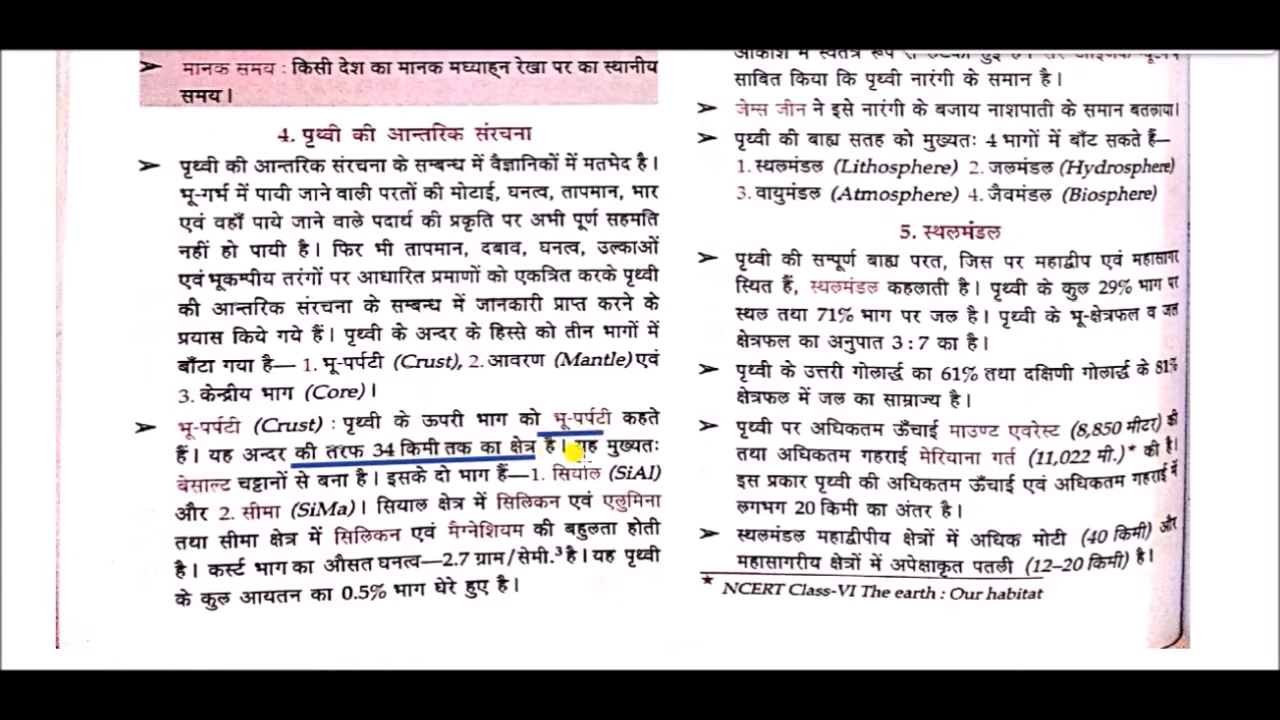 मानक समय : किसी देश का मानक मध्याह्न रेखा पर का स्थानीय
समय।
4. पृथ्वी की आन्तरिक संरचना
➤ पृथ्वी की आन्तरिक संरचना के सम्बन्ध में वैज्ञानिकों में मतभेद है।
भू-गर्भ में पायी जाने वाली परतों की मोटाई, घनत्व, तापमान, भार
एवं वहाँ पाये जाने वाले पदार्थ की प्रकृति पर अभी पूर्ण सहमति
नहीं हो पायी है। फिर भी तापमान, दबाव, घनत्व, उल्काओं
एवं भूकम्पीय तरंगों पर आधारित प्रमाणों को एकत्रित करके पृथ्वी
की आन्तरिक संरचना के सम्बन्ध में जानकारी प्राप्त करने के
प्रयास किये गये हैं। पृथ्वी के अन्दर के हिस्से को तीन भागों में
बाँटा गया है— 1. भू-पर्पटी (Crust), 2. आवरण (Mantle) एवं
3. केन्द्रीय भाग (Core)।
➤ भू-पर्पटी (Crust) : पृथ्वी के ऊपरी भाग को भू-पर्पटी कहते
हैं। यह अन्दर की तरफ 34 किमी तक का क्षेत्र है। यह मुख्यतः
बेसाल्ट चट्टानों से बना है। इसके दो भाग हैं—1. सियाल (SiAl)
और 2. सीमा (SiMa)। सियाल क्षेत्र में सिलिकन एवं एलुमिना
तथा सीमा क्षेत्र में सिलिकन एवं मैग्नेशियम की बहुलता होती
है। कर्स्ट भाग का औसत घनत्व—2.7 ग्राम/सेमी.³ है। यह पृथ्वी
के कुल आयतन का 0.5% भाग घेरे हुए है।
साबित किया कि पृथ्वी नारंगी के समान है।
➤ जेम्स जीन ने इसे नारंगी के बजाय नाशपाती के समान बतलाया।
➤ पृथ्वी की बाह्य सतह को मुख्यतः 4 भागों में बाँट सकते हैं—
1. स्थलमंडल (Lithosphere) 2. जलमंडल (Hydrosphere)
3. वायुमंडल (Atmosphere) 4. जैवमंडल (Biosphere)
5. स्थलमंडल
➤ पृथ्वी की सम्पूर्ण बाह्य परत, जिस पर महाद्वीप एवं महासागर
स्थित हैं, स्थलमंडल कहलाती है। पृथ्वी के कुल 29% भाग पर
स्थल तथा 71% भाग पर जल है। पृथ्वी के भू-क्षेत्रफल व जल
क्षेत्रफल का अनुपात 3 : 7 का है।
➤ पृथ्वी के उत्तरी गोलार्द्ध का 61% तथा दक्षिणी गोलार्द्ध के 81%
क्षेत्रफल में जल का साम्राज्य है।
➤ पृथ्वी पर अधिकतम ऊँचाई माउण्ट एवरेस्ट (8,850 मीटर) की
तथा अधिकतम गहराई मेरियाना गर्त (11,022 मी.)* की है।
इस प्रकार पृथ्वी की अधिकतम ऊँचाई एवं अधिकतम गहराई में
लगभग 20 किमी का अंतर है।
➤ स्थलमंडल महाद्वीपीय क्षेत्रों में अधिक मोटी (40 किमी) और
महासागरीय क्षेत्रों में अपेक्षाकृत पतली (12–20 किमी) है।
* NCERT Class-VI The earth : Our habitat